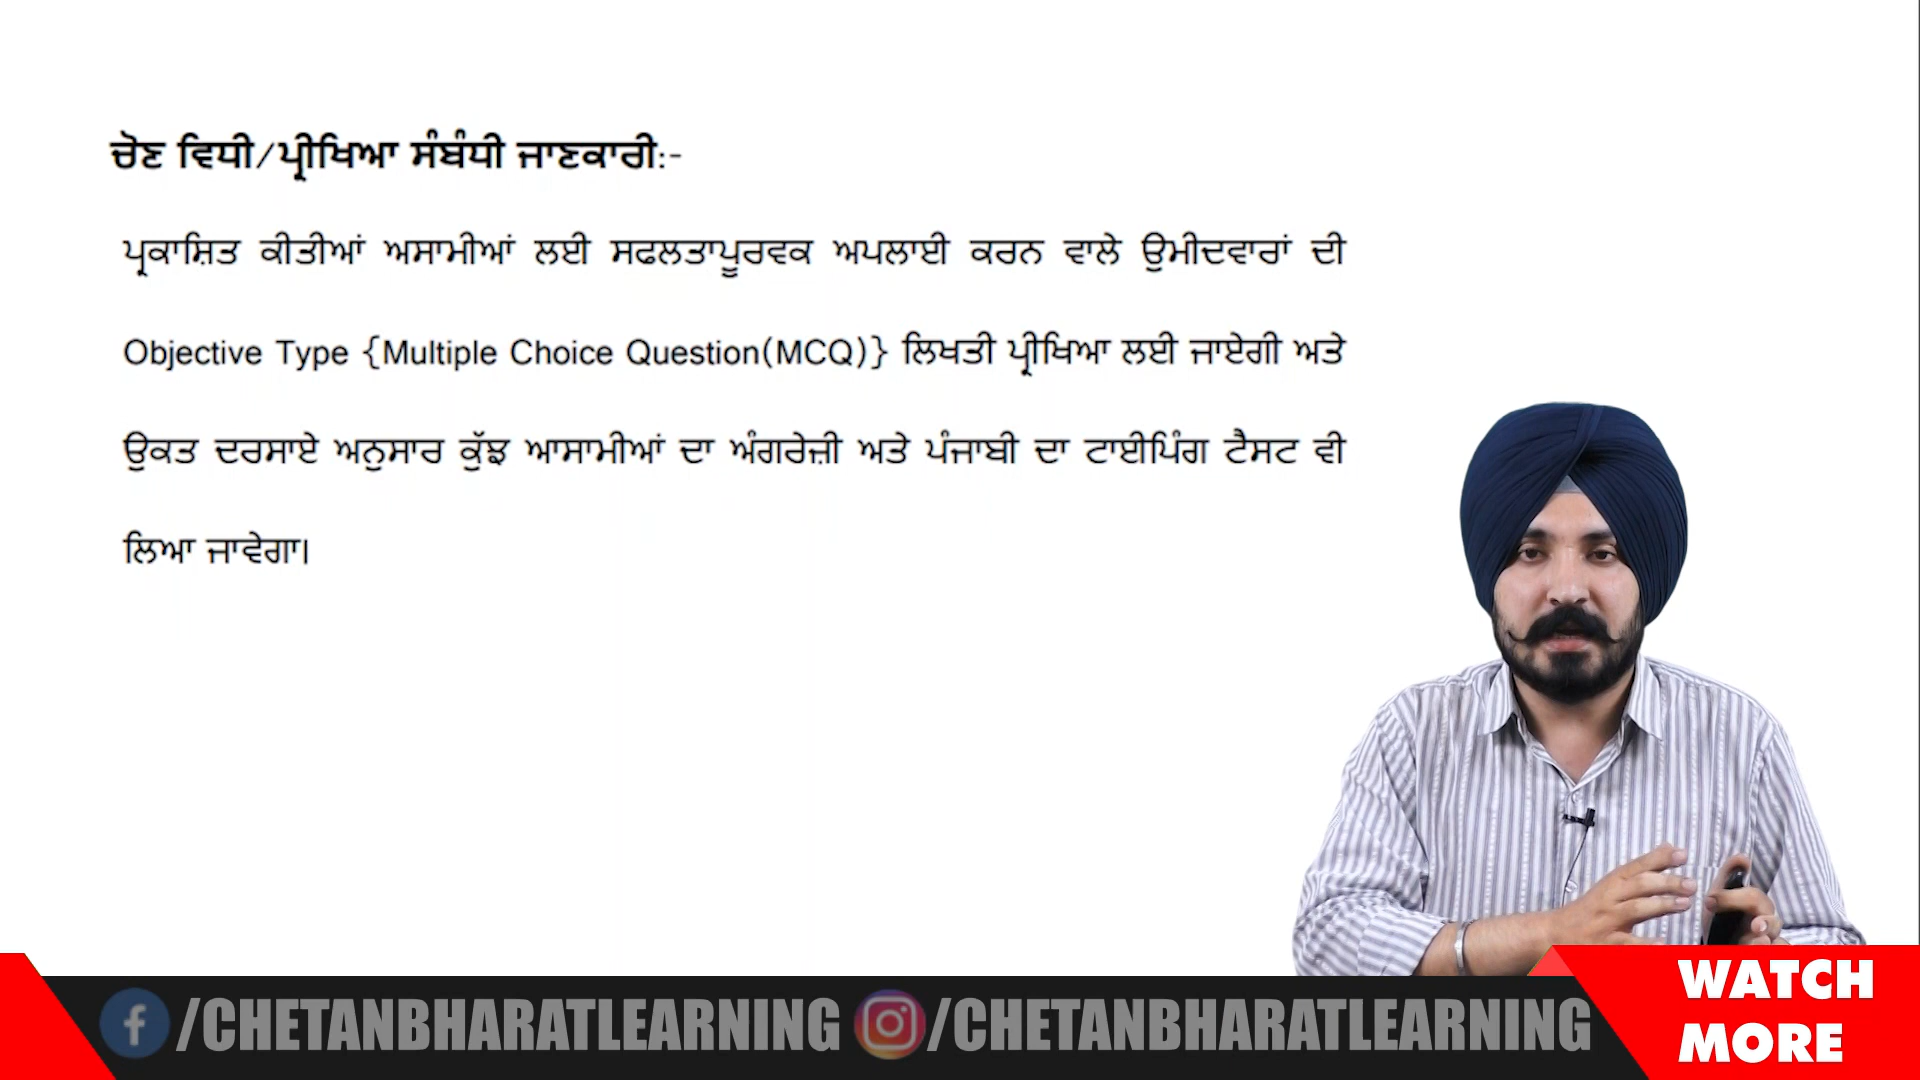 ਚੋਣ ਵਿਧੀ/ਪ੍ਰੀਖਿਆ ਸੰਬੰਧੀ ਜਾਣਕਾਰੀ:-
ਪ੍ਰਕਾਸ਼ਿਤ ਕੀਤੀਆਂ ਅਸਾਮੀਆਂ ਲਈ ਸਫਲਤਾਪੂਰਵਕ ਅਪਲਾਈ ਕਰਨ ਵਾਲੇ ਉਮੀਦਵਾਰਾਂ ਦੀ
Objective Type {Multiple Choice Question(MCQ)} ਲਿਖਤੀ ਪ੍ਰੀਖਿਆ ਲਈ ਜਾਏਗੀ ਅਤੇ
ਉਕਤ ਦਰਸਾਏ ਅਨੁਸਾਰ ਕੁੱਝ ਆਸਾਮੀਆਂ ਦਾ ਅੰਗਰੇਜ਼ੀ ਅਤੇ ਪੰਜਾਬੀ ਦਾ ਟਾਈਪਿੰਗ ਟੈਸਟ ਵੀ
ਲਿਆ ਜਾਵੇਗਾ।
/CHETANBHARATLEARNING /CHETANBHARATLEARNING
WATCH
MORE